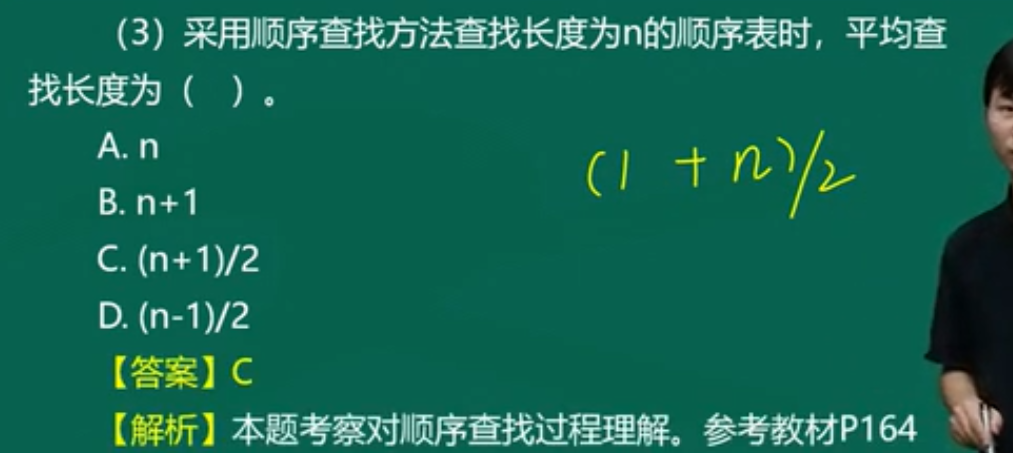 (3)采用顺序查找方法查找长度为n的顺序表时，平均查
找长度为（ ）。
A. n
B. n+1
C. (n+1)/2
D. (n-1)/2
(1 + n)/2
【答案】C
【解析】本题考察对顺序查找过程理解。参考教材P164